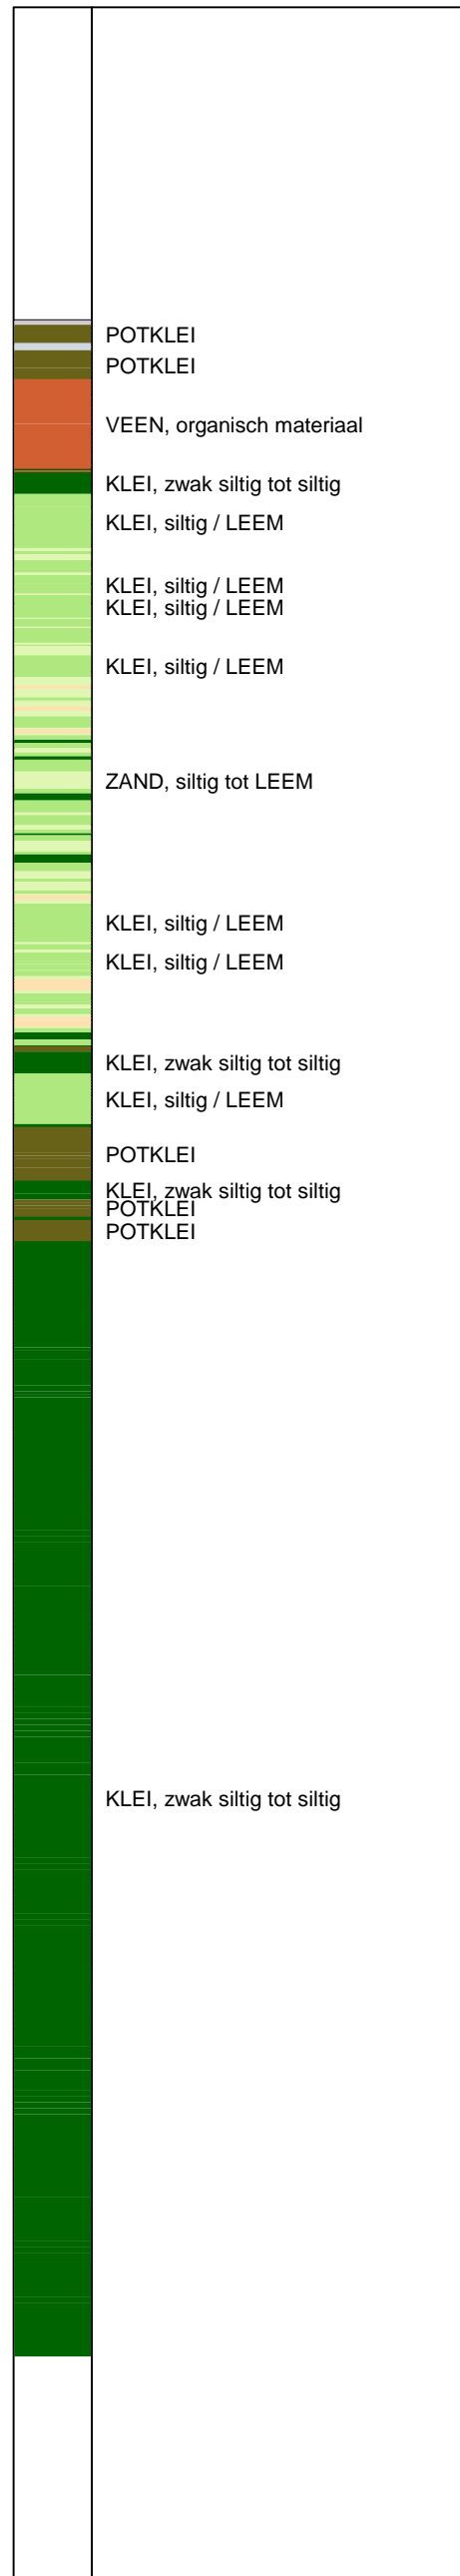 POTKLEI
POTKLEI
VEEN, organisch materiaal
KLEI, zwak siltig tot siltig
KLEI, siltig / LEEM
KLEI, siltig / LEEM
KLEI, siltig / LEEM
KLEI, siltig / LEEM
ZAND, siltig tot LEEM
KLEI, siltig / LEEM
KLEI, siltig / LEEM
KLEI, zwak siltig tot siltig
KLEI, siltig / LEEM
POTKLEI
KLEI, zwak siltig tot siltig
POTKLEI
POTKLEI
KLEI, zwak siltig tot siltig